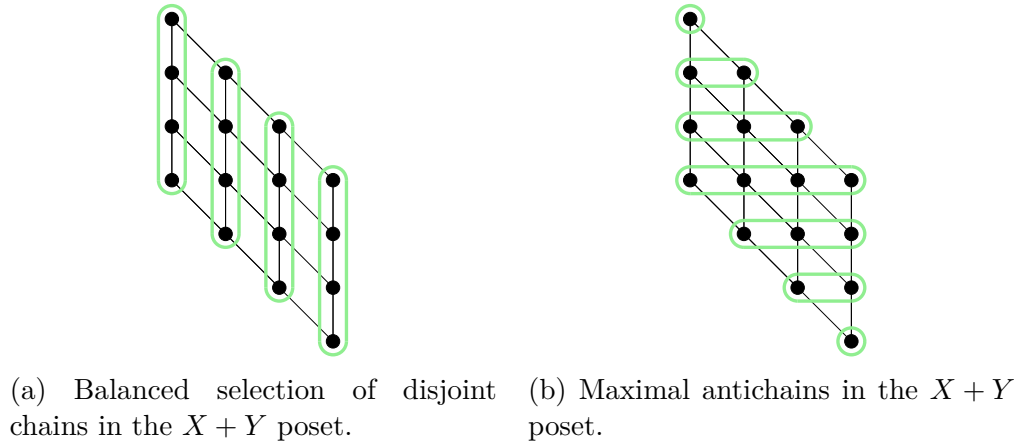 (a) Balanced selection of disjoint
chains in the X + Y poset.
(b) Maximal antichains in the X + Y
poset.